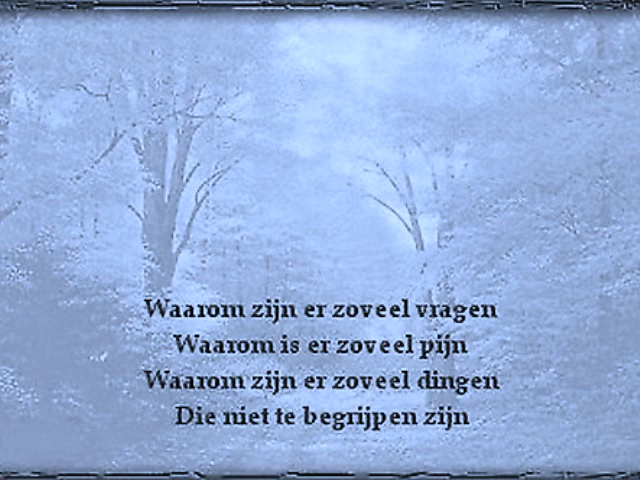 Waarom zijn er zoveel vragen
Waarom is er zoveel pijn
Waarom zijn er zoveel dingen
Die niet te begrijpen zijn